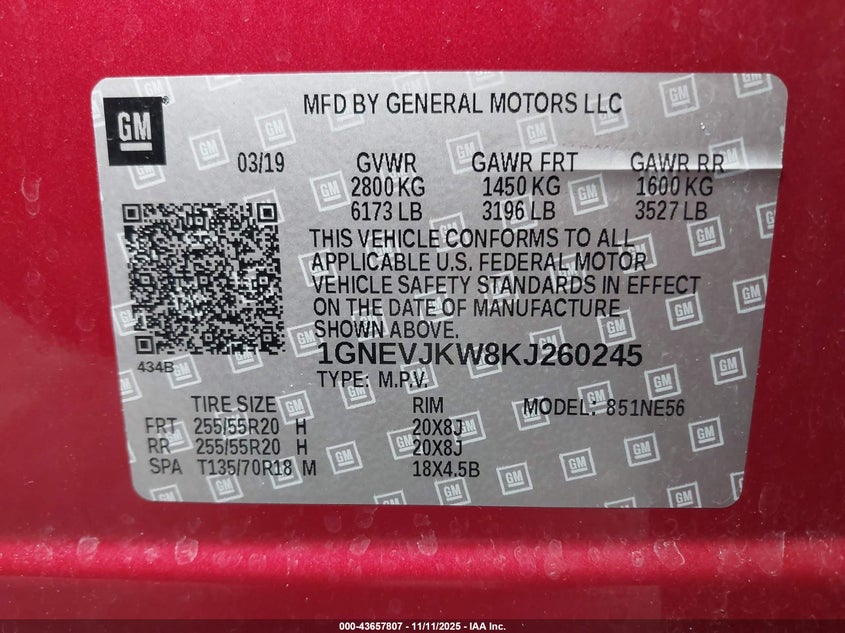 GM ®
MFD BY GENERAL MOTORS LLC
03/19 GVWR GAWR FRT GAWR RR
2800 KG 1450 KG 1600 KG
6173 LB 3196 LB 3527 LB
THIS VEHICLE CONFORMS TO ALL
APPLICABLE U.S. FEDERAL MOTOR
VEHICLE SAFETY STANDARDS IN EFFECT
ON THE DATE OF MANUFACTURE
SHOWN ABOVE.
434B
1GNEVJKW8KJ260245
TYPE: M.P.V.
TIRE SIZE RIM MODEL: 851NE56
FRT 255/55R20 H 20X8J
RR 255/55R20 H 20X8J
SPA T135/70R18 M 18X4.5B
000-43657807 - 11/11/2025 - IAA Inc.